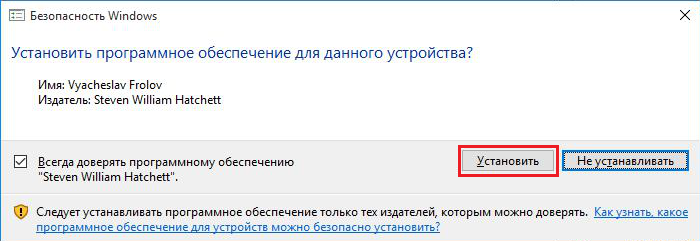 Безопасность Windows
Установить программное обеспечение для данного устройства?
Имя: Vyacheslav Frolov
Издатель: Steven William Hatchett
Всегда доверять программному обеспечению
"Steven William Hatchett".
Установить
Не устанавливать
Следует устанавливать программное обеспечение только тех издателей, которым можно доверять. Как узнать, какое
программное обеспечение для устройств можно безопасно установить?